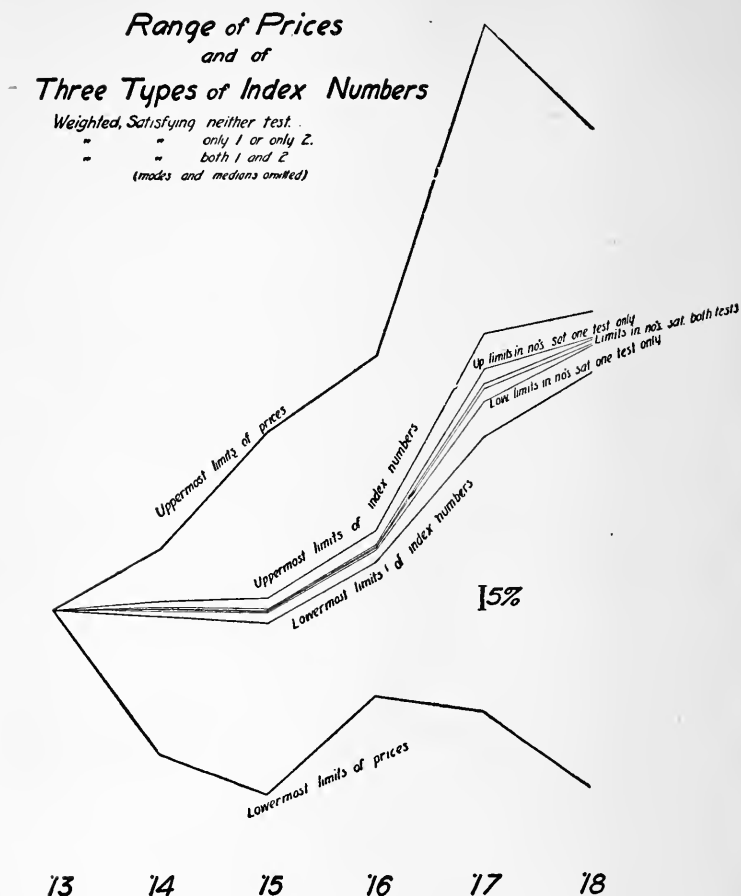 Range of Prices
and of
Three Types of Index Numbers
Weighted, Satisfying neither test.
" " only 1 or only 2.
" " both 1 and 2
(modes and medians omitted)
Up limits in no's sat one test only
Limits in no's. sat. both tests
Low. limits in no's sat one test only
Uppermost limits of prices
Uppermost limits of index numbers
Lowermost limits of index numbers
5%
Lowermost limits of prices
'13 '14 '15 '16 '17 '18